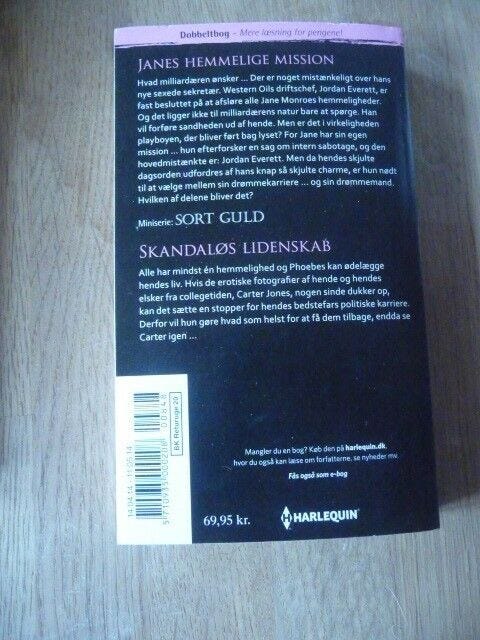 Dobbeltbog - Mere læsning for pengene!
JANES HEMMELIGE MISSION
Hvad milliardæren ønsker ... Der er noget mistænkeligt over hans
nye sexede sekretær. Western Oils driftschef, Jordan Everett, er
fast besluttet på at afsløre alle Jane Monroes hemmeligheder.
Og det ligger ikke til milliardærens natur bare at spørge. Han
vil forføre sandheden ud af hende. Men er det i virkeligheden
playboyen, der bliver ført bag lyset? For Jane har sin egen
mission ... hun efterforsker en sag om intern sabotage, og den
hovedmistænkte er: Jordan Everett. Men da hendes skjulte
dagsorden udfordres af hans knap så skjulte charme, er hun nødt
til at vælge mellem sin drømmekarriere ... og sin drømmemand.
Hvilken af delene bliver det?
Miniserie: SORT GULD
SKANDALØS LIDENSKAB
Alle har mindst én hemmelighed og Phoebes kan ødelægge
hendes liv. Hvis de erotiske fotografier af hende og hendes
elsker fra collegetiden, Carter Jones, nogen sinde dukker op,
kan det sætte en stopper for hendes bedstefars politiske karriere.
Derfor vil hun gøre hvad som helst for at få dem tilbage, endda se
Carter igen ...
BK Returuge 20
00848
Mangler du en bog? Køb den på harlequin.dk,
hvor du også kan læse om forfatterne, se nyheder mv.
Fås også som e-bog
69,95 kr.
HARLEQUIN